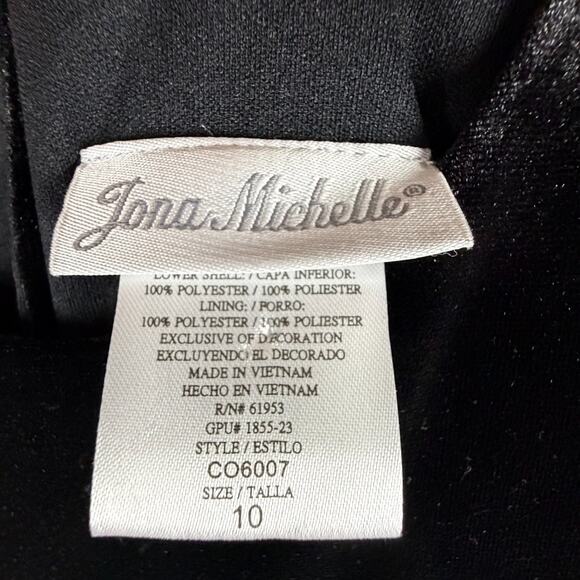 Jona Michelle®
LOWER SHELL: / CAPA INFERIOR:
100% POLYESTER / 100% POLIESTER
LINING: / FORRO:
100% POLYESTER / 100% POLIESTER
EXCLUSIVE OF DECORATION
EXCLUYENDO EL DECORADO
MADE IN VIETNAM
HECHO EN VIETNAM
R/N# 61953
GPU# 1855-23
STYLE / ESTILO
CO6007
SIZE / TALLA
10